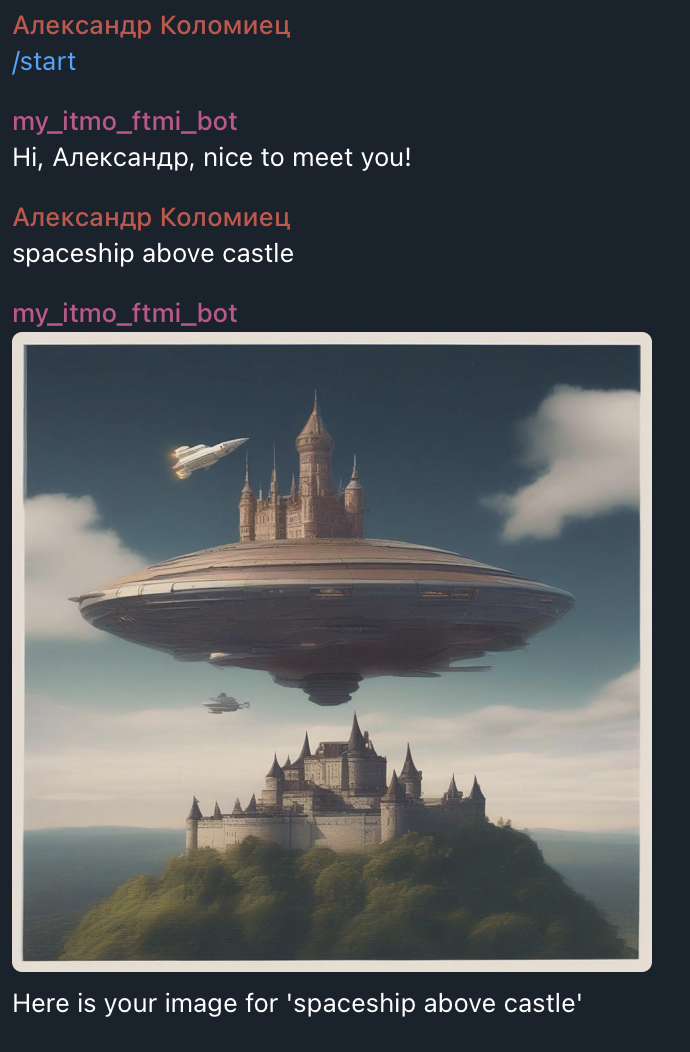 Александр Коломиец
/start
my_itmo_ftmi_bot
Hi, Александр, nice to meet you!
Александр Коломиец
spaceship above castle
my_itmo_ftmi_bot
Here is your image for 'spaceship above castle'